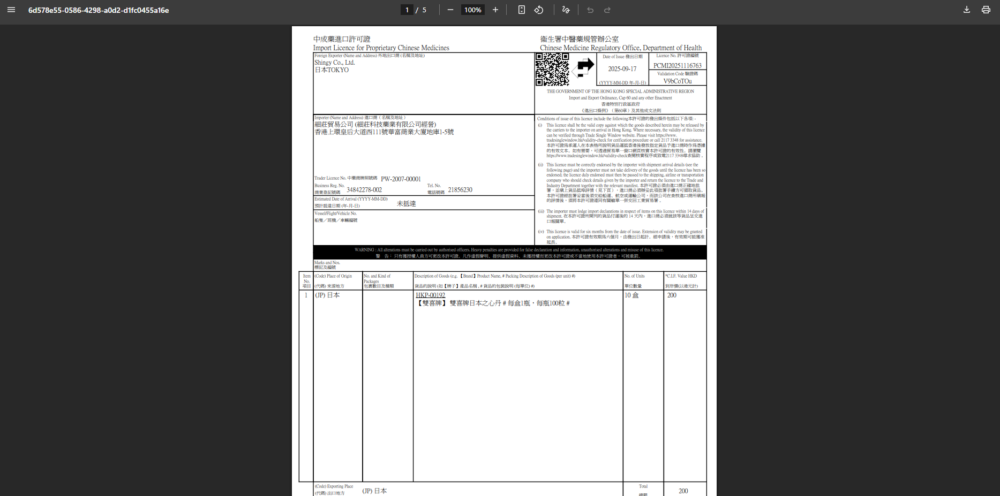 6d578e55-0586-4298-a0d2-d1fc0455a16e
1 / 5
100%
中成藥進口許可證
Import Licence for Proprietary Chinese Medicines
衞生署中醫藥規管辦公室
Chinese Medicine Regulatory Office, Department of Health
Foreign Exporter (Name and Address) 外地出口商 (名稱及地址)
Shingy Co., Ltd.
日本TOKYO
Date of Issue 發出日期
2025-09-17
(YYYY-MM-DD 年-月-日)
Licence No. 許可證編號
PCMI20251116763
Validation Code 驗證碼
V9bCoTOu
THE GOVERNMENT OF THE HONG KONG SPECIAL ADMINISTRATIVE REGION
Import and Export Ordinance, Cap 60 and any other Enactment
香港特別行政區政府
《進出口條例》（第60章）及其他成文法則
Importer (Name and Address) 進口商（名稱及地址）
細莊貿易公司 (細莊科技藥業有限公司經營)
香港上環皇后大道西111號華富商業大廈地庫1-5號
Trader Licence No. 中藥商牌照號碼 PW-2007-00001
Business Reg. No.
商業登記號碼 34842278-002
Tel. No.
電話號碼 21856230
Estimated Date of Arrival (YYYY-MM-DD)
預計抵達日期 (年-月-日)
未抵達
Vessel/Flight/Vehicle No.
船隻／班機／車輛編號
Conditions of issue of this licence include the following本許可證的發出條件包括以下各項: -
(i) This licence shall be the valid copy against which the goods described herein may be released by
the carriers to the importer on arrival in Hong Kong. Where necessary, the validity of this licence
can be verified through Trade Single Window website. Please visit https://www.
tradesinglewindow.hk/validity-check for cerification procedure or call 2117 3348 for assistance.
本許可證為承運人在本表格所說明貨品運抵香港後發放指定貨品予進口商時作為憑據
的有效文本。如有需要，可透過貿易單一窗口網頁核實本許可證的有效性。請瀏覽
https://www.tradesinglewindow.hk/validity-check查閱核實程序或致電2117 3348尋求協助 。
(ii) This licence must be correctly endorsed by the importer with shipment arrival details (see the
following page) and the importer must not take delivery of the goods until the licence has been so
endorsed; the licence duly endorsed must then be passed to the shipping, airline or transportation
company who should check details given by the importer and return the licence to the Trade and
Industry Department together with the relevant manifest. 本許可證必須由進口商正確地批
署，並填上貨品抵埠詳情（見下頁），進口商必須辦妥此項批署手續方可領取貨品。
本許可證經批署妥當後須交給船運、航空或運輸公司，而該公司在查核進口商所填報
的詳情後，須將本許可證連同有關艙單一併交回工業貿易署 。
(iii) The importer must lodge import declarations in respect of items on this licence within 14 days of
shipment. 在本許可證所開列的貨品付運後的 14 天內，進口商必須就該等貨品呈交進
口報關單。
(iv) This licence is valid for six months from the date of issue. Extension of validity may be granted
on application. 本許可證有效期為六個月，由發出日起計。經申請後，有效期可能獲准
延長。
WARNING : All alterations must be carried out by authorised officers. Heavy penalties are provided for false declaration and information, unauthorised alterations and misuse of this licence.
警 告： 只有獲授權人員方可更改本許可證。凡作虛假聲明、提供虛假資料、未獲授權而更改本許可證或不當地使用本許可證者，可被重罰。
Marks and Nos.
標記及編號
Item No. 項目
(Code) Place of Origin
(代碼) 來源地方
No. and Kind of Packages
包裹數目及種類
Description of Goods (e.g. 【Brand】Product Name, # Packing Description of Goods (per unit) #)
貨品的說明 (如【牌子】產品名稱，# 貨品的包裝說明 (每單位) #)
No. of Units
單位數量
*C.I.F. Value HKD
到岸價(以港元計)
1 (JP) 日本 HKP-00192 10 盒 200
【雙喜牌】 雙喜牌日本之心丹 # 每盒1瓶，每瓶100粒 #
(Code) Exporting Place
(代碼) 出口地方
(JP) 日本
Total
總額
200